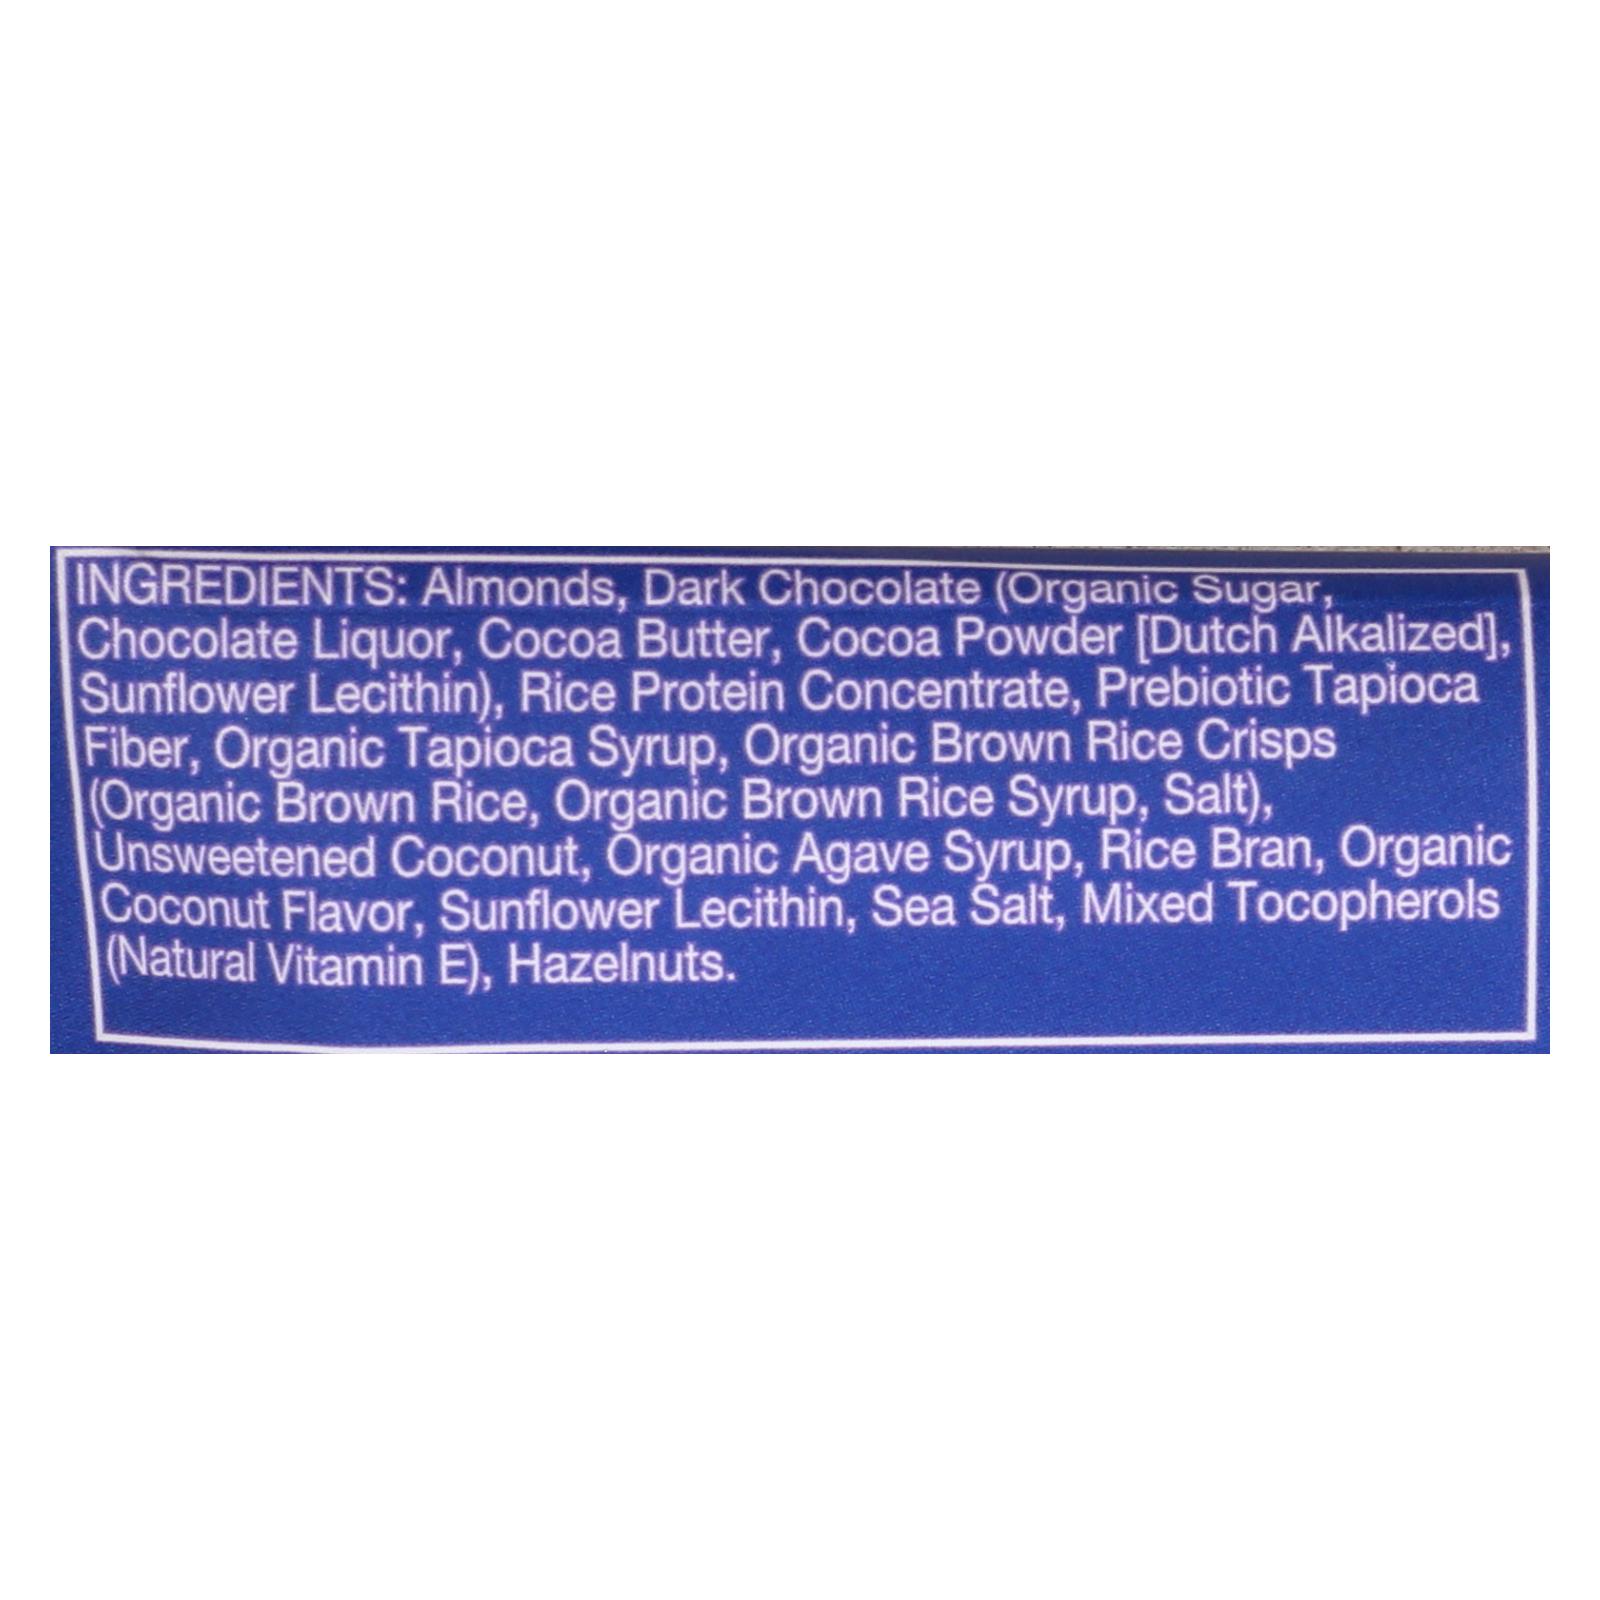 INGREDIENTS: Almonds, Dark Chocolate (Organic Sugar,
Chocolate Liquor, Cocoa Butter, Cocoa Powder [Dutch Alkalized],
Sunflower Lecithin), Rice Protein Concentrate, Prebiotic Tapioca
Fiber, Organic Tapioca Syrup, Organic Brown Rice Crisps
(Organic Brown Rice, Organic Brown Rice Syrup, Salt),
Unsweetened Coconut, Organic Agave Syrup, Rice Bran, Organic
Coconut Flavor, Sunflower Lecithin, Sea Salt, Mixed Tocopherols
(Natural Vitamin E), Hazelnuts.